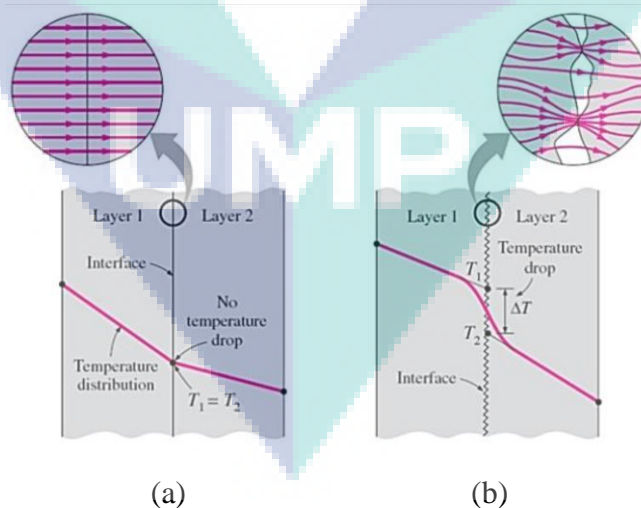 UMP
Layer 1
Layer 2
Interface
No
temperature
drop
Temperature
distribution
T₁ = T₂
(a)
Layer 1
Layer 2
T₁
Temperature
drop
ΔT
T₂
Interface
(b)